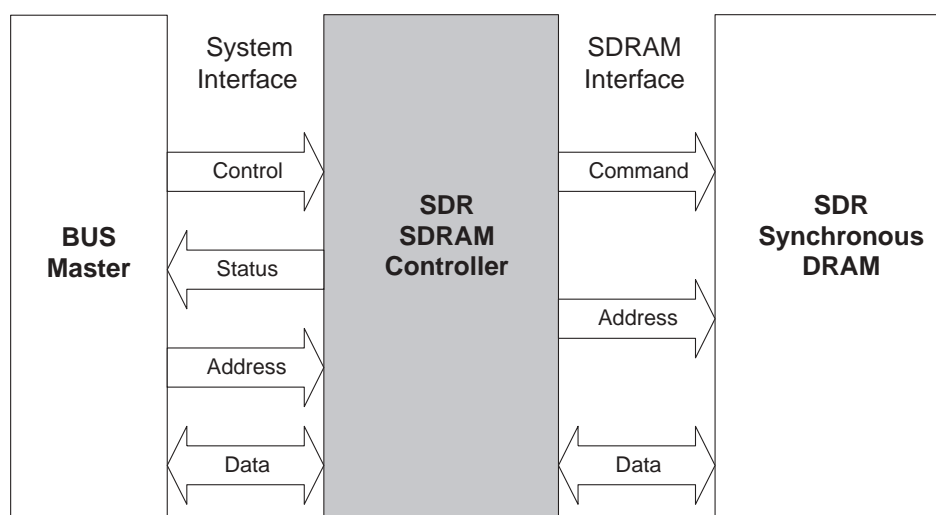 System
Interface
SDRAM
Interface
Control
Command
BUS
Master
SDR
SDRAM
Controller
SDR
Synchronous
DRAM
Status
Address
Address
Data
Data